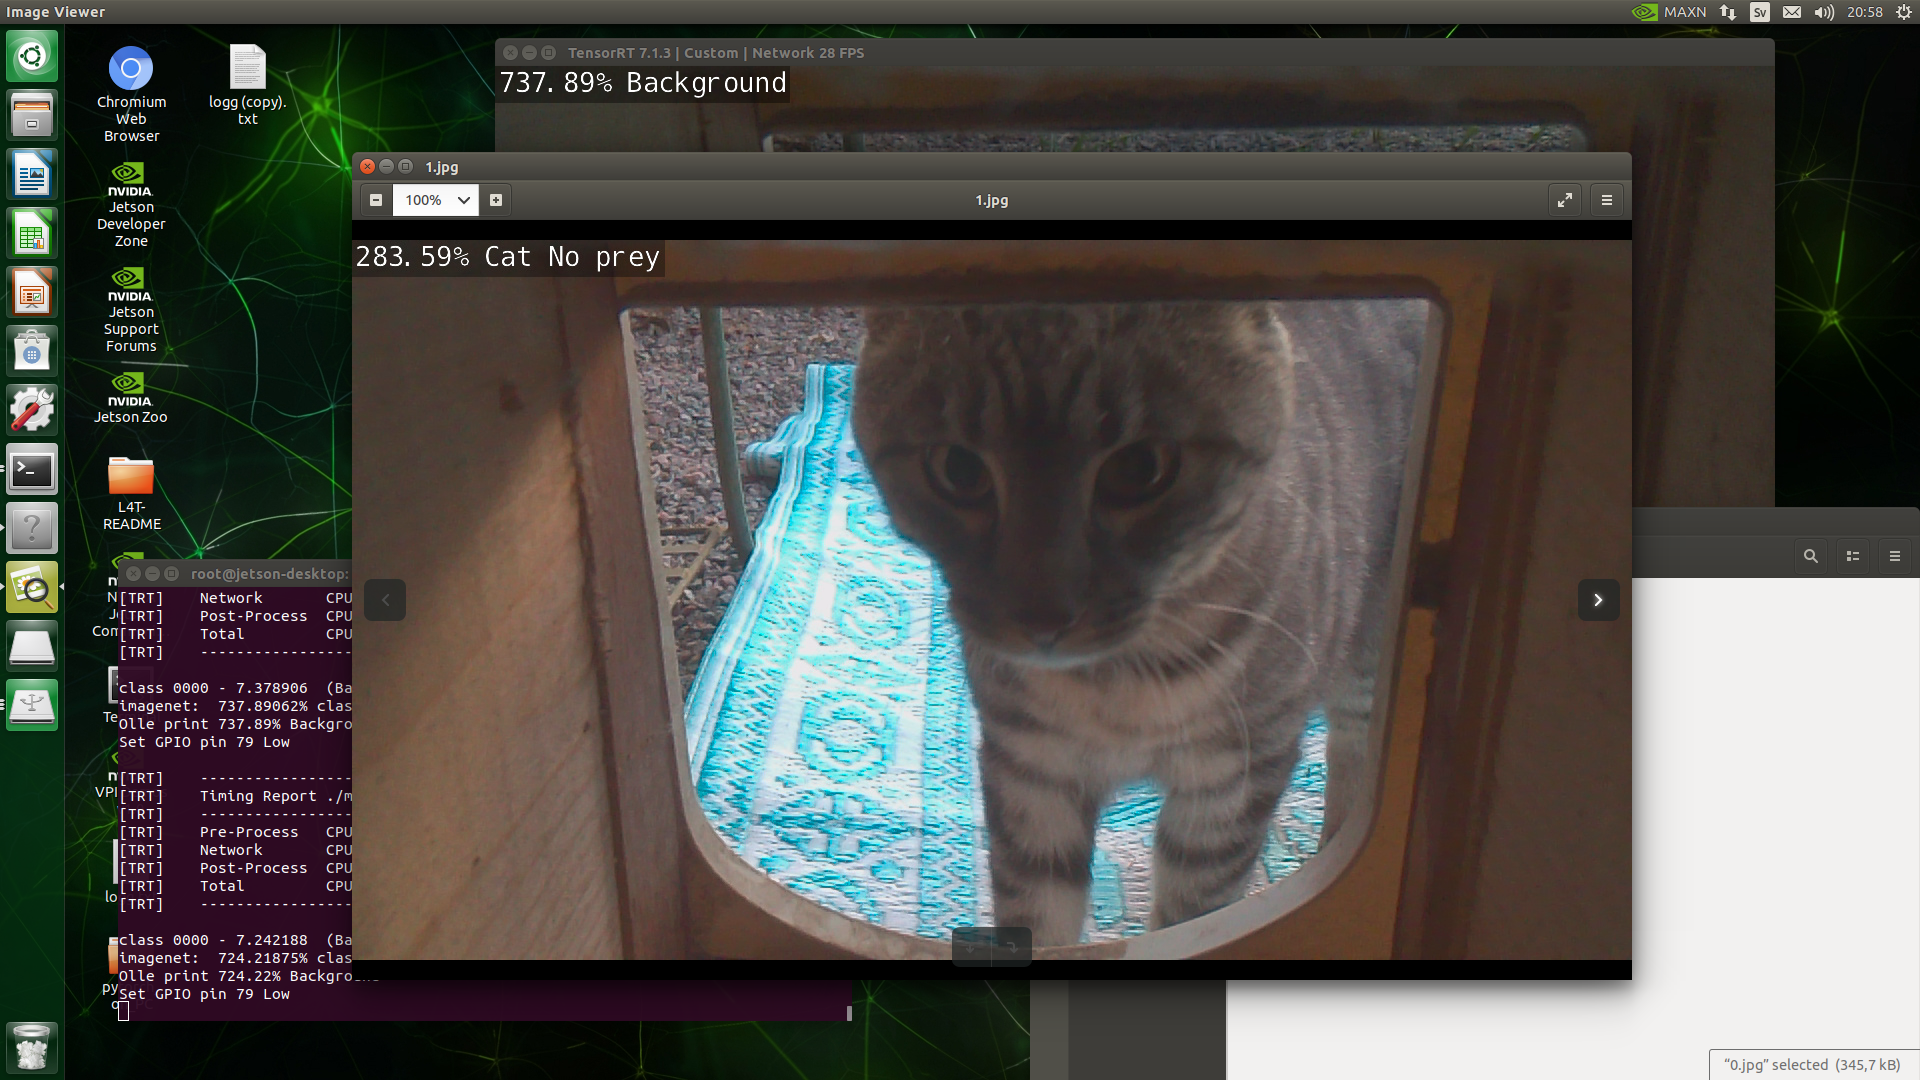 Image Viewer
MAXN
Sv
20:58
Chromium
Web
Browser
logg (copy).
txt
NVIDIA.
Jetson
Developer
Zone
NVIDIA.
Jetson
Support
Forums
NVIDIA.
Jetson Zoo
L4T-
README
TensorRT 7.1.3 | Custom | Network 28 FPS
737.89% Background
1.jpg
100%
1.jpg
283.59% Cat No prey
root@jetson-desktop:
[TRT] Network CPU
[TRT] Post-Process CPU
[TRT] Total CPU
[TRT] -----------------
class 0000 - 7.378906 (Ba
imagenet: 737.89062% clas
Olle print 737.89% Backgro
Set GPIO pin 79 Low
[TRT] -----------------
[TRT] Timing Report ./m
[TRT] -----------------
[TRT] Pre-Process CPU
[TRT] Network CPU
[TRT] Post-Process CPU
[TRT] Total CPU
[TRT] -----------------
class 0000 - 7.242188 (Ba
imagenet: 724.21875% clas
Olle print 724.22% Backgro
Set GPIO pin 79 Low
"0.jpg" selected (345,7 kB)